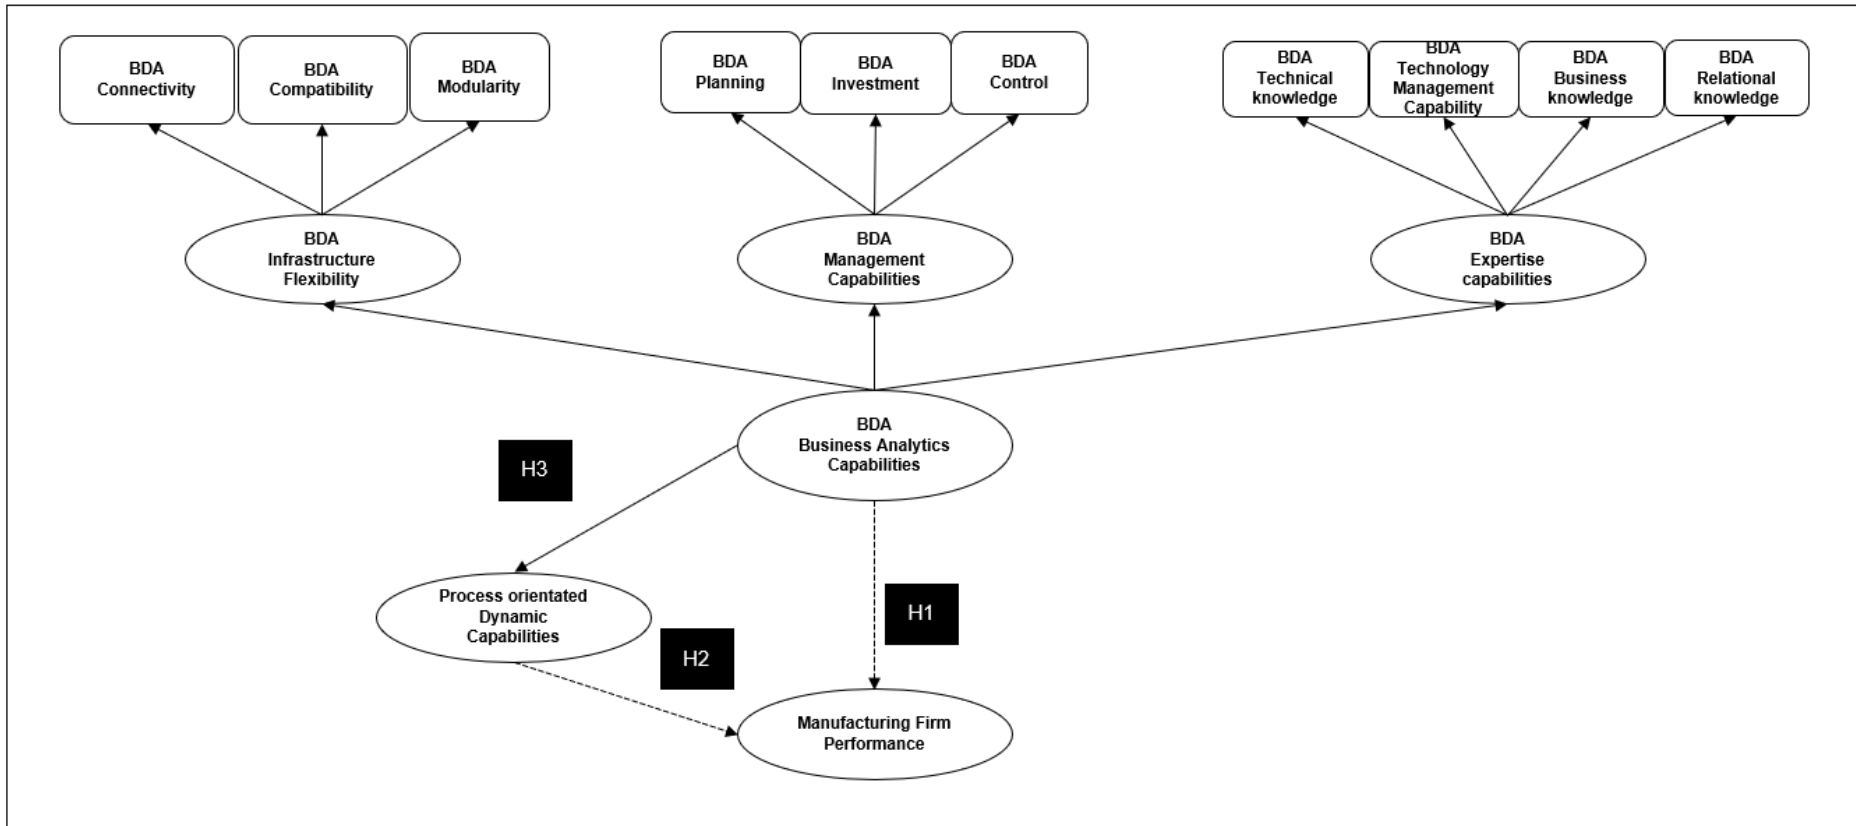 BDA
Connectivity
BDA
Compatibility
BDA
Modularity
BDA
Planning
BDA
Investment
BDA
Control
BDA
Technical
knowledge
BDA
Technology
Management
Capability
BDA
Business
knowledge
BDA
Relational
knowledge
BDA
Infrastructure
Flexibility
BDA
Management
Capabilities
BDA
Expertise
capabilities
BDA
Business Analytics
Capabilities
H3
Process orientated
Dynamic
Capabilities
H1
H2
Manufacturing Firm
Performance